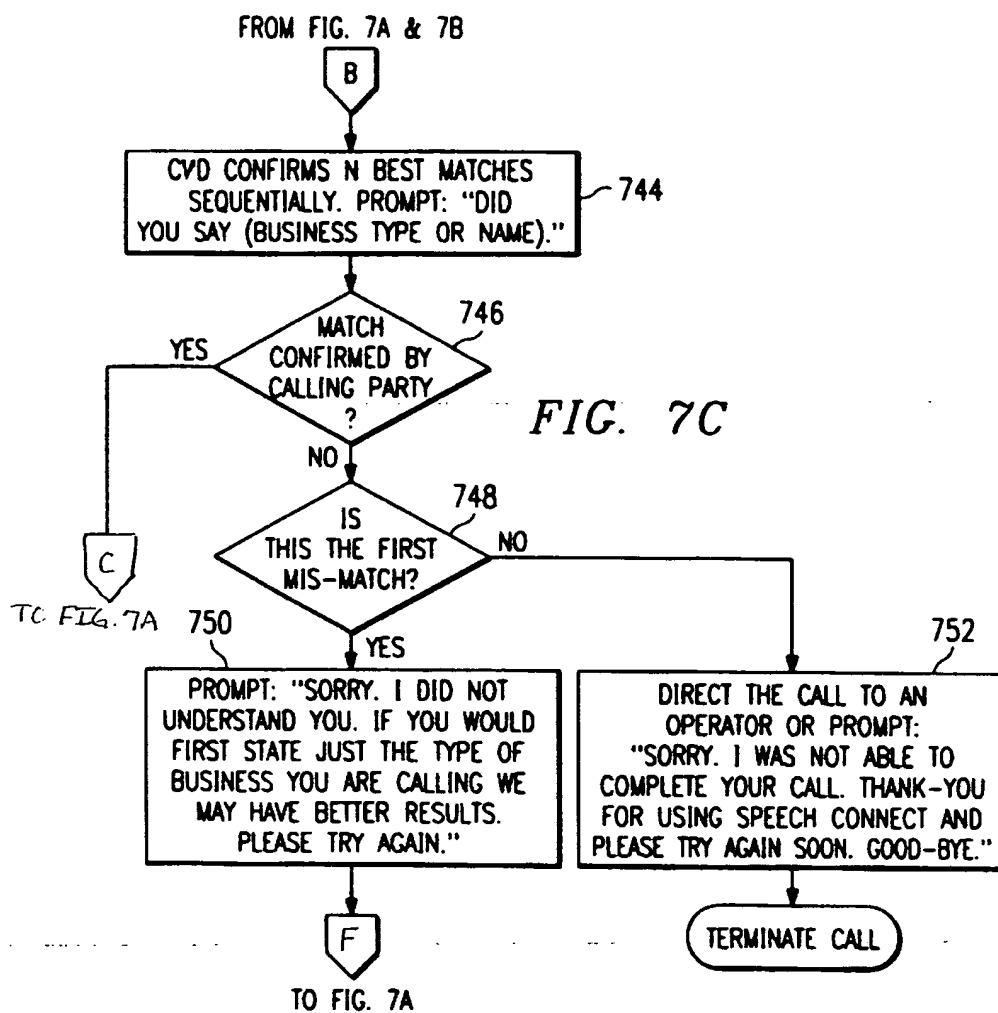 FROM FIG. 7A & 7B
B
CVD CONFIRMS N BEST MATCHES
SEQUENTIALLY. PROMPT: "DID
YOU SAY (BUSINESS TYPE OR NAME)."
744
MATCH
CONFIRMED BY
CALLING PARTY
?
746
YES
NO
FIG. 7C
IS
THIS THE FIRST
MIS-MATCH?
748
NO
C
TO FIG. 7A
YES
750
PROMPT: "SORRY. I DID NOT
UNDERSTAND YOU. IF YOU WOULD
FIRST STATE JUST THE TYPE OF
BUSINESS YOU ARE CALLING WE
MAY HAVE BETTER RESULTS.
PLEASE TRY AGAIN."
752
DIRECT THE CALL TO AN
OPERATOR OR PROMPT:
"SORRY. I WAS NOT ABLE TO
COMPLETE YOUR CALL. THANK-YOU
FOR USING SPEECH CONNECT AND
PLEASE TRY AGAIN SOON. GOOD-BYE."
F
TO FIG. 7A
TERMINATE CALL